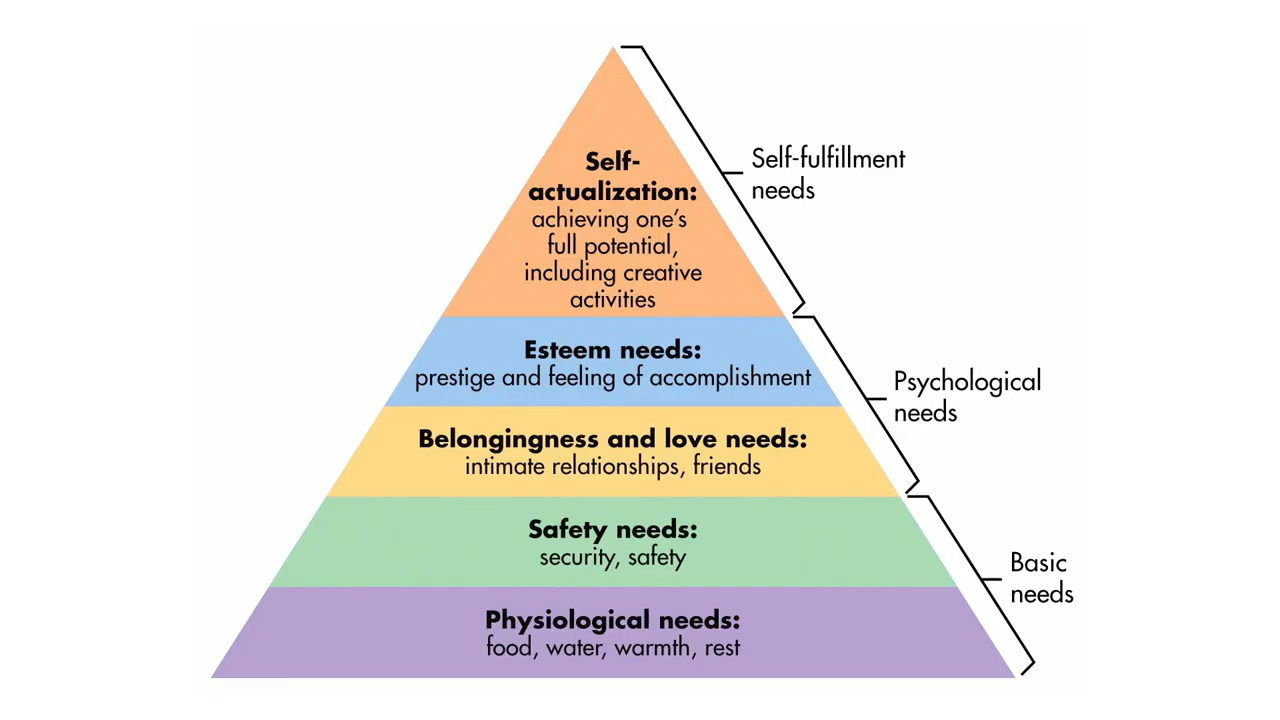 Self-
actualization:
achieving one's
full potential,
including creative
activities
Self-fulfillment
needs
Esteem needs:
prestige and feeling of accomplishment
Psychological
needs
Belongingness and love needs:
intimate relationships, friends
Safety needs:
security, safety
Basic
needs
Physiological needs:
food, water, warmth, rest